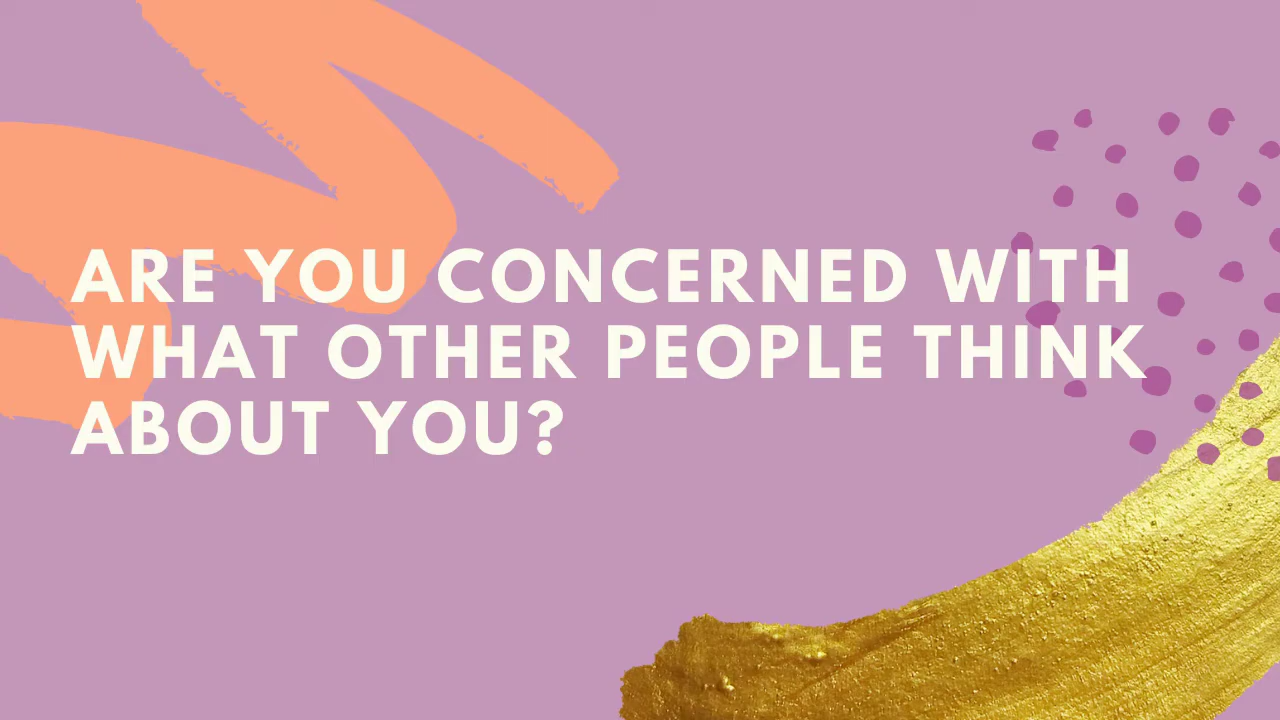 ARE YOU CONCERNED WITH
WHAT OTHER PEOPLE THINK
ABOUT YOU?